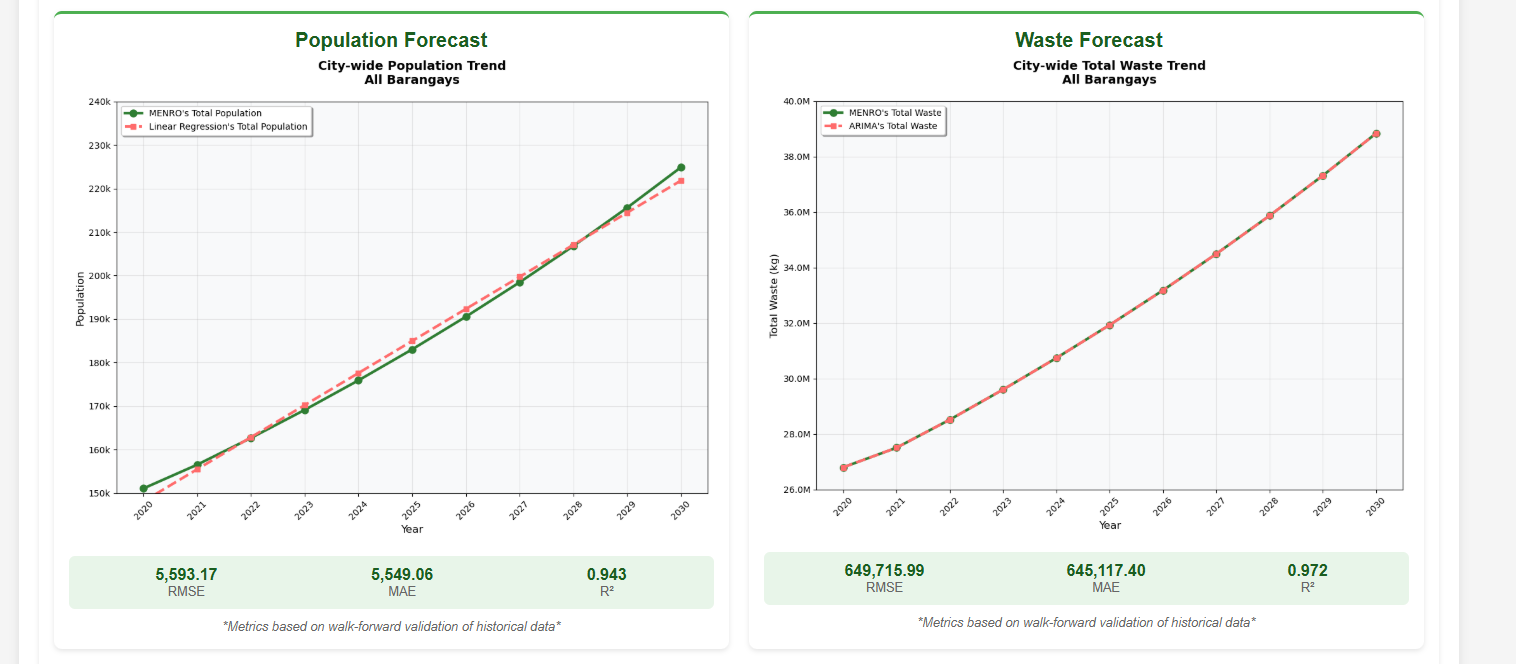 Population Forecast
City-wide Population Trend
All Barangays
MENRO's Total Population
Linear Regression's Total Population
240k
230k
220k
210k
200k
190k
180k
170k
160k
150k
Population
2020
2021
2022
2023
2024
2025
2026
2027
2028
2029
2030
Year
5,593.17
RMSE
5,549.06
MAE
0.943
R²
*Metrics based on walk-forward validation of historical data*
Waste Forecast
City-wide Total Waste Trend
All Barangays
MENRO's Total Waste
ARIMA's Total Waste
40.0M
38.0M
36.0M
34.0M
32.0M
30.0M
28.0M
26.0M
Total Waste (kg)
2020
2021
2022
2023
2024
2025
2026
2027
2028
2029
2030
Year
649,715.99
RMSE
645,117.40
MAE
0.972
R²
*Metrics based on walk-forward validation of historical data*